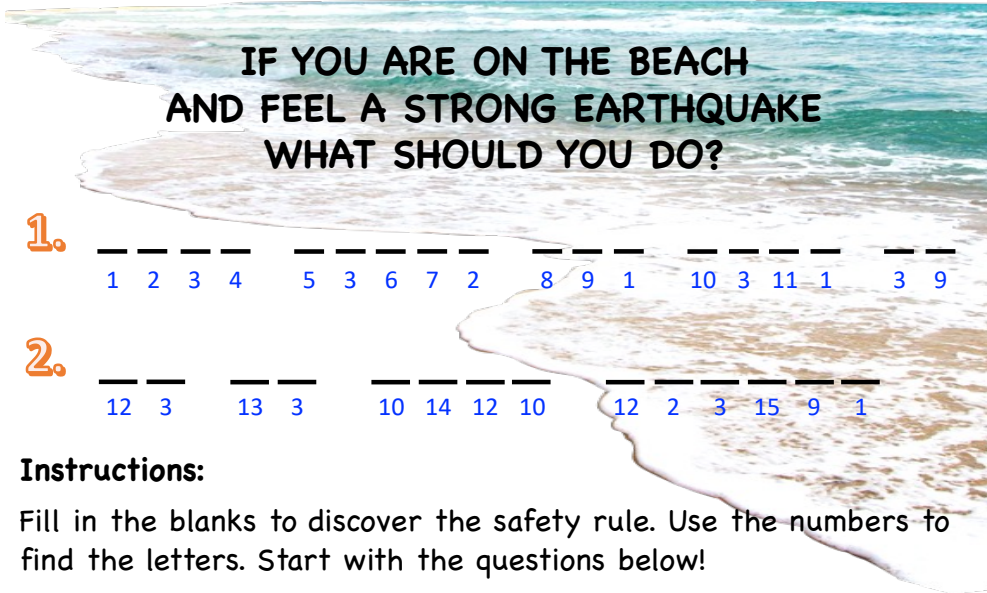 IF YOU ARE ON THE BEACH
AND FEEL A STRONG EARTHQUAKE
WHAT SHOULD YOU DO?
1. _ _ _ _ _ _ _ _ _ _ _ _ _ _ _ _ _ _
1 2 3 4 5 3 6 7 2 8 9 1 10 3 11 1 3 9
2. _ _ _ _ _ _ _ _ _ _ _ _ _ _
12 3 13 3 10 14 12 10 12 2 3 15 9 1
Instructions:
Fill in the blanks to discover the safety rule. Use the numbers to
find the letters. Start with the questions below!